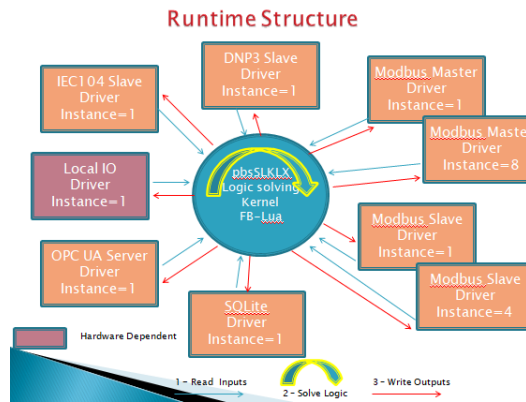 Runtime Structure
DNP3 Slave
Driver
Instance=1
IEC104 Slave
Driver
Instance=1
Modbus Master
Driver
Instance=1
Modbus Master
Driver
Instance=8
Local IO
Driver
Instance=1
pbsSLKLX
Logic solving
Kernel
FB-Lua
Modbus Slave
Driver
Instance=1
OPC UA Server
Driver
Instance=1
Modbus Slave
Driver
Instance=4
SQLite
Driver
Instance=1
Hardware Dependent
1 - Read Inputs
2 - Solve Logic
3 - Write Outputs